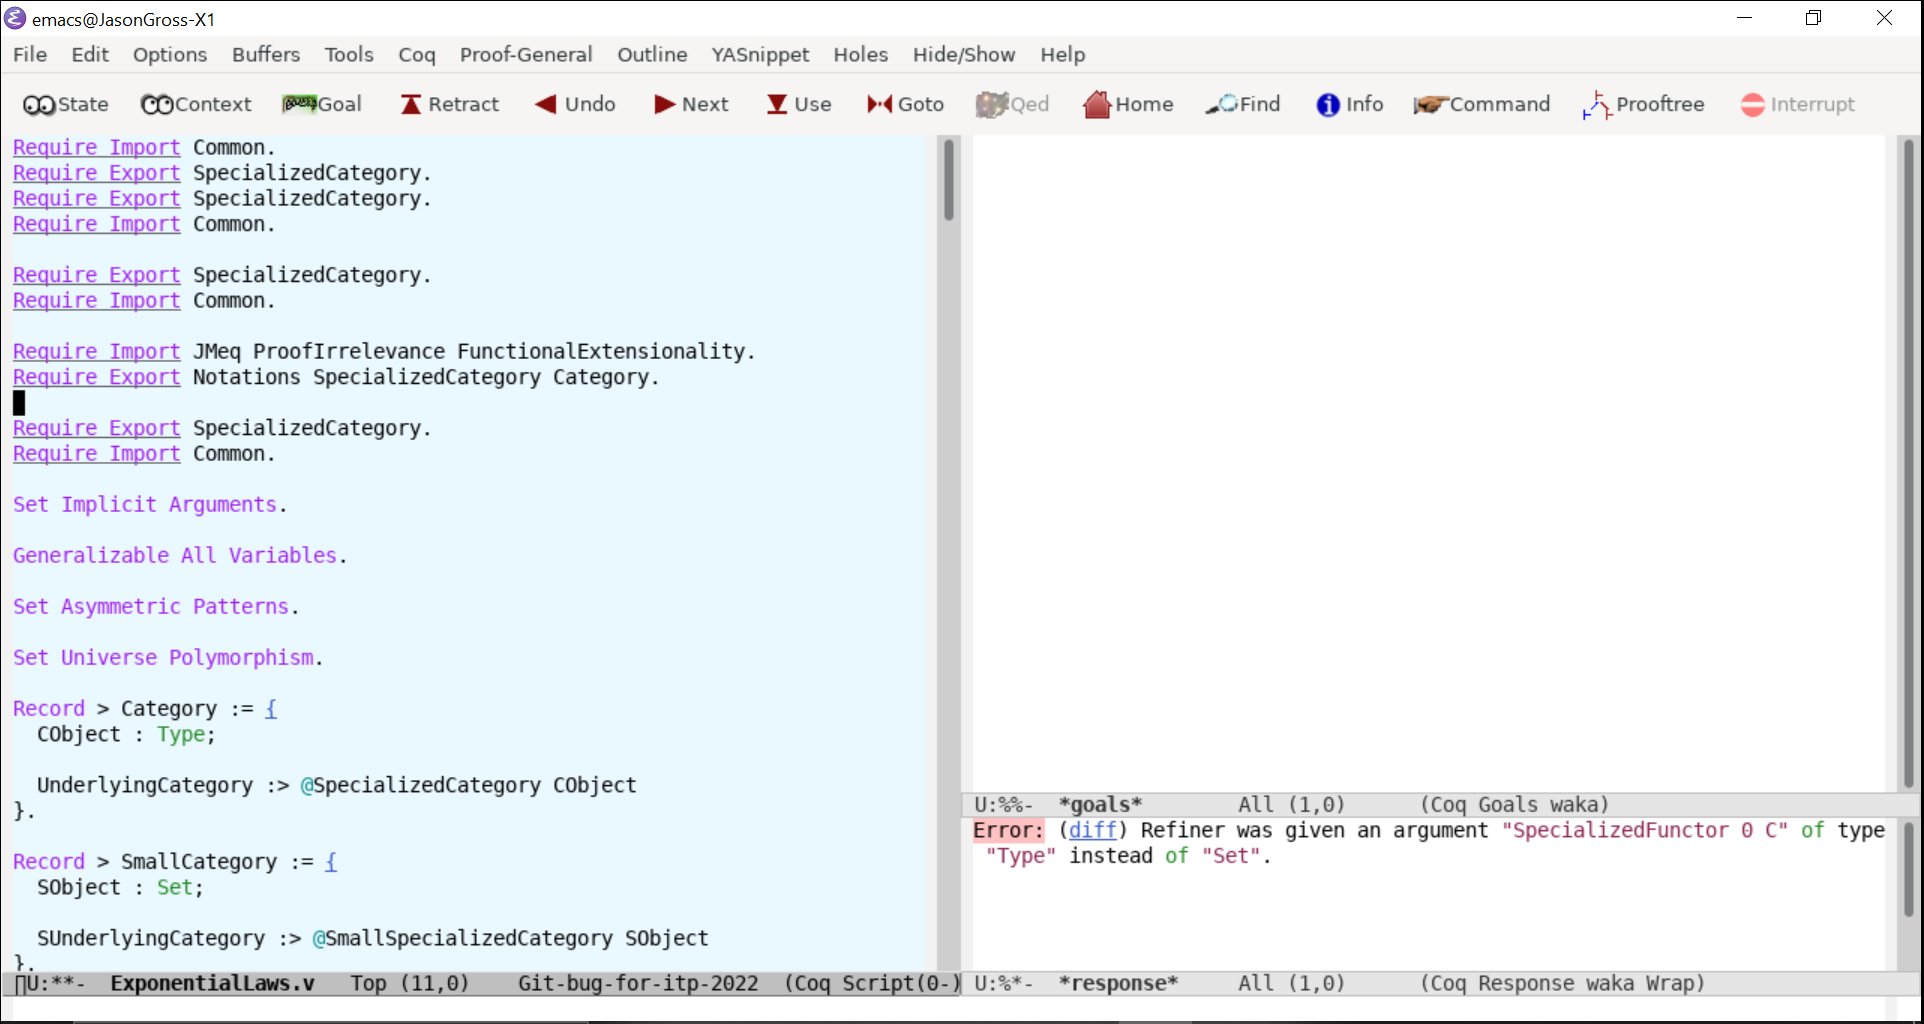 emacs@JasonGross-X1
File Edit Options Buffers Tools Coq Proof-General Outline YASnippet Holes Hide/Show Help
State Context Goal Retract Undo Next Use Goto Qed Home Find Info Command Prooftree Interrupt
Require Import Common.
Require Export SpecializedCategory.
Require Export SpecializedCategory.
Require Import Common.
Require Export SpecializedCategory.
Require Import Common.
Require Import JMeq ProofIrrelevance FunctionalExtensionality.
Require Export Notations SpecializedCategory Category.
Require Export SpecializedCategory.
Require Import Common.
Set Implicit Arguments.
Generalizable All Variables.
Set Asymmetric Patterns.
Set Universe Polymorphism.
Record > Category := {
CObject : Type;
UnderlyingCategory :> @SpecializedCategory CObject
}.
Record > SmallCategory := {
SObject : Set;
SUnderlyingCategory :> @SmallSpecializedCategory SObject
}.
U:**- ExponentialLaws.v Top (11,0) Git-bug-for-itp-2022 (Coq Script(0-)
U:%%- *goals* All (1,0) (Coq Goals waka)
Error: (diff) Refiner was given an argument "SpecializedFunctor 0 C" of type
"Type" instead of "Set".
U:%*- *response* All (1,0) (Coq Response waka Wrap)